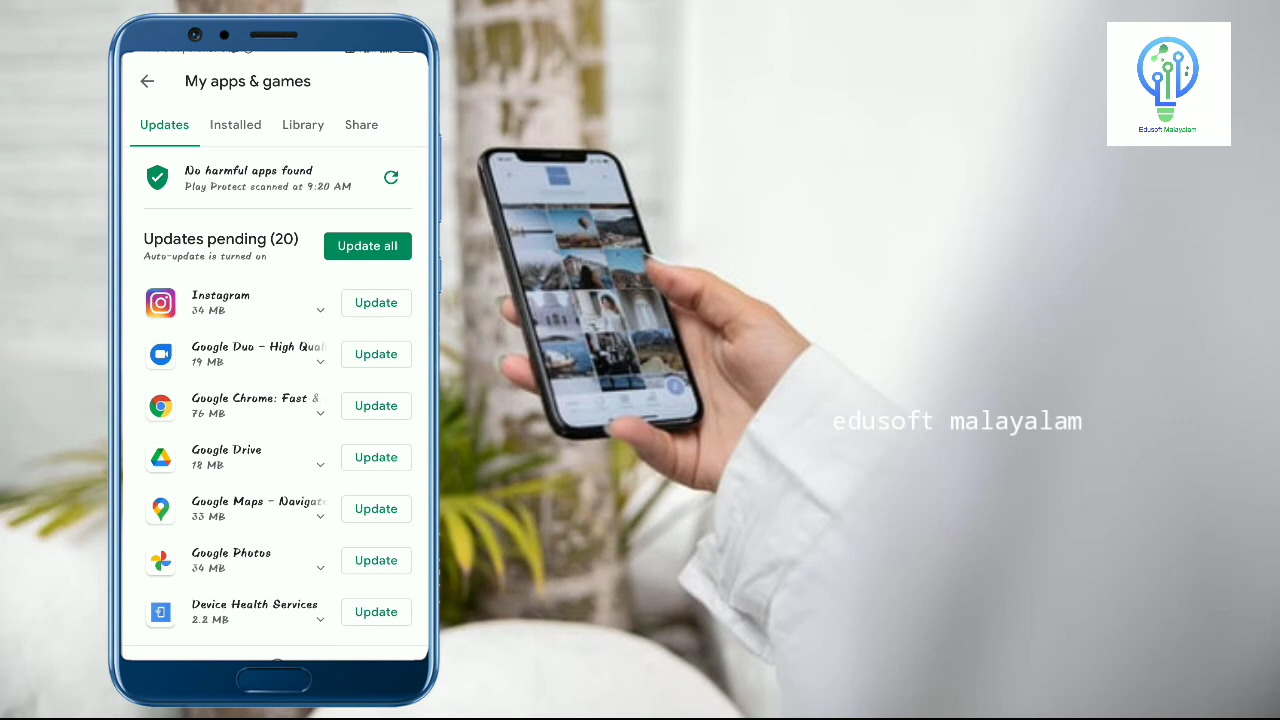 My apps & games
Updates Installed Library Share
No harmful apps found
Play Protect scanned at 9:20 AM
Updates pending (20)
Update all
Auto-update is turned on
Instagram
34 MB
Update
Google Duo - High Qual
19 MB
Update
Google Chrome: Fast &
76 MB
Update
Google Drive
18 MB
Update
Google Maps - Navigate
33 MB
Update
Google Photos
34 MB
Update
Device Health Services
2.2 MB
Update
Edusoft Malayalam
edusoft malayalam